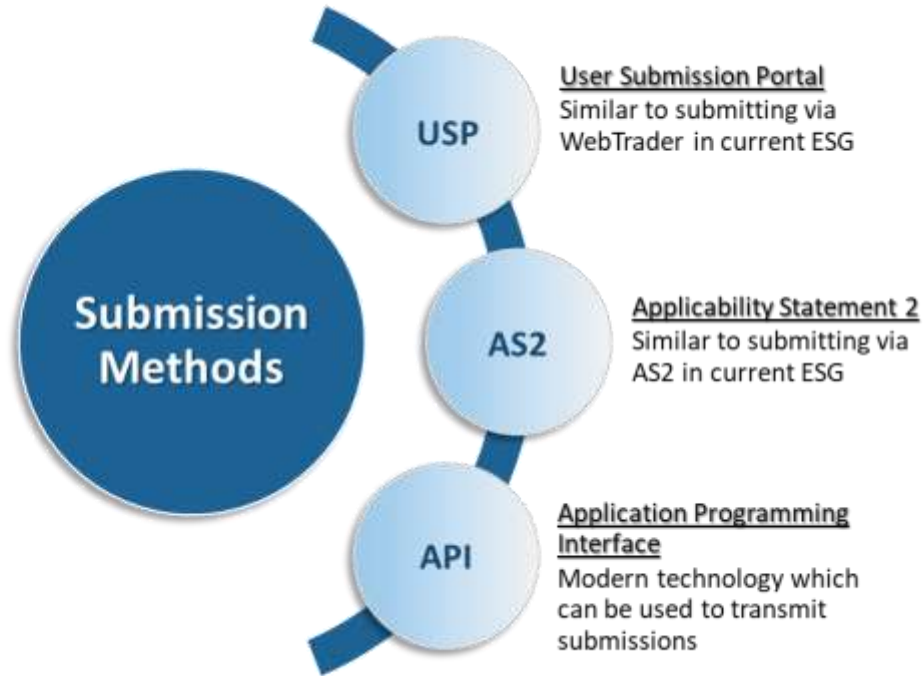 Submission
Methods
USP
User Submission Portal
Similar to submitting via
WebTrader in current ESG
AS2
Applicability Statement 2
Similar to submitting via
AS2 in current ESG
API
Application Programming
Interface
Modern technology which
can be used to transmit
submissions